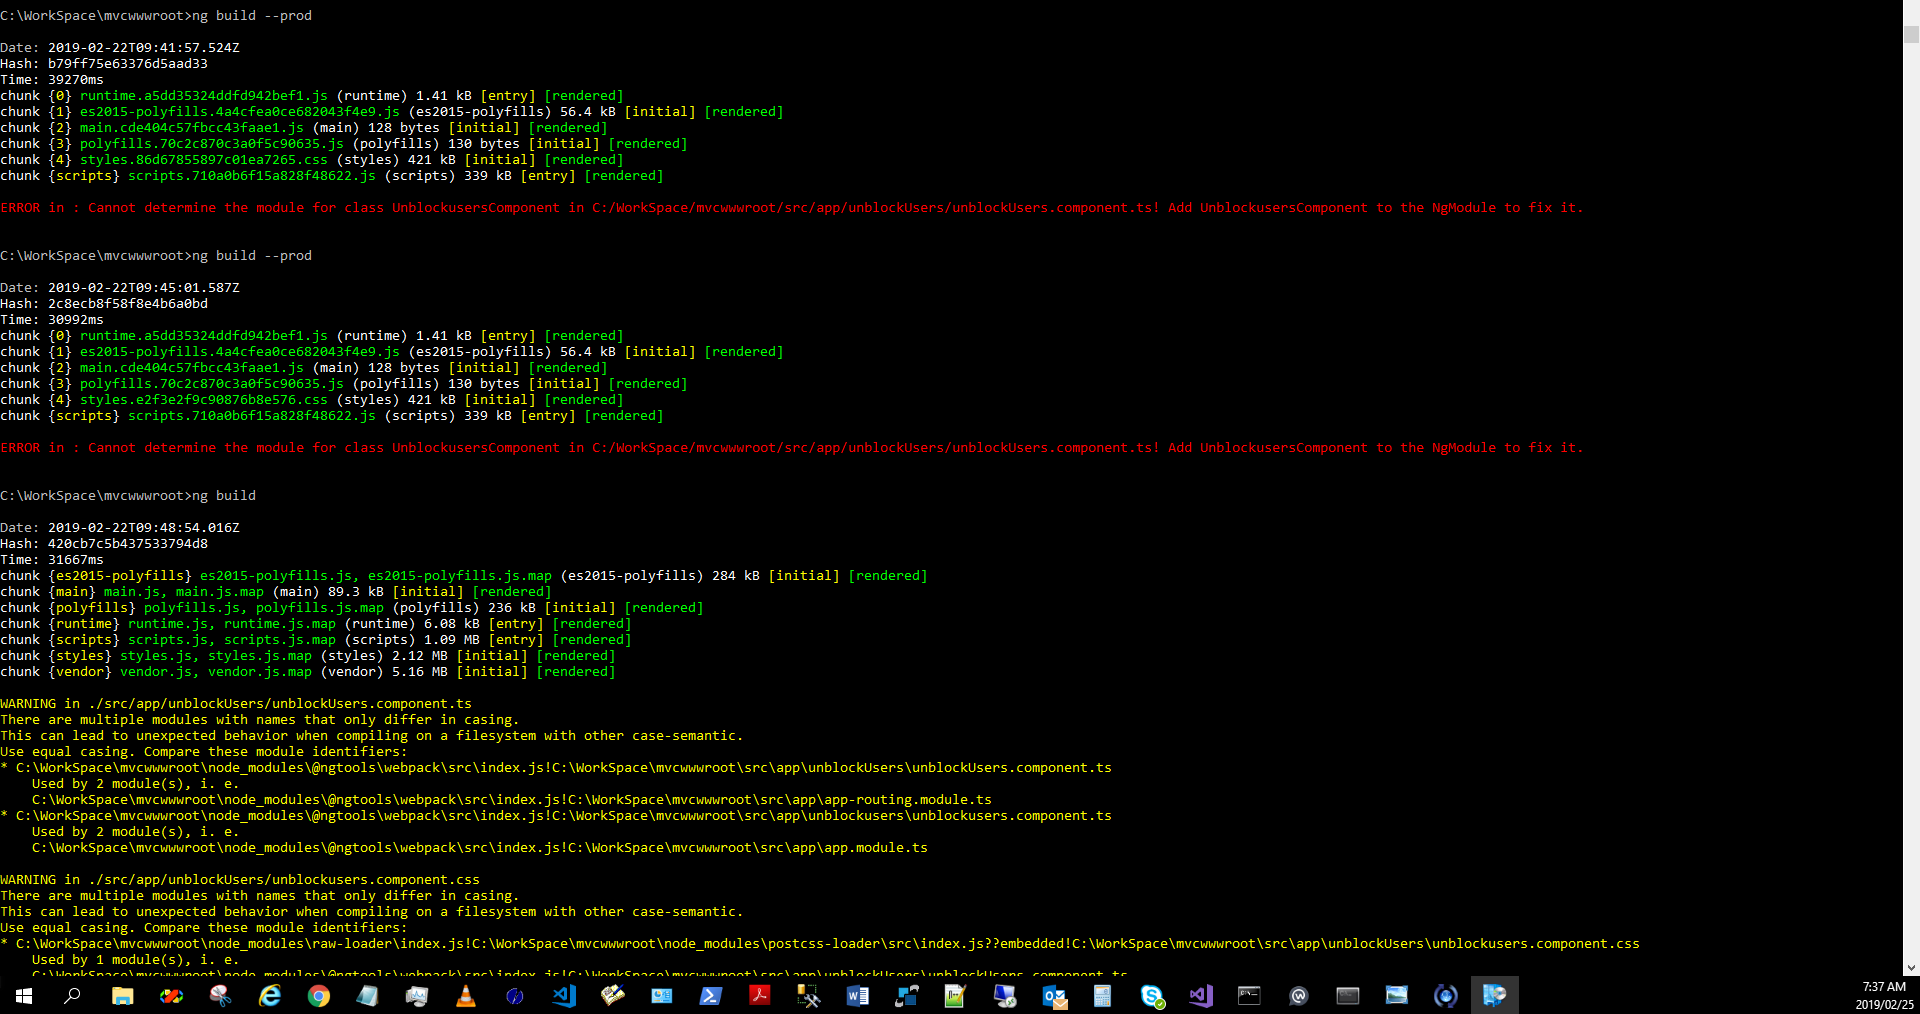 C:\WorkSpace\mvcwwwroot>ng build --prod
Date: 2019-02-22T09:41:57.524Z
Hash: b79ff75e63376d5aad33
Time: 39270ms
chunk {0} runtime.a5dd35324ddfd942bef1.js (runtime) 1.41 kB [entry] [rendered]
chunk {1} es2015-polyfills.4a4cfea0ce682043f4e9.js (es2015-polyfills) 56.4 kB [initial] [rendered]
chunk {2} main.cde404c57fbcc43faae1.js (main) 128 bytes [initial] [rendered]
chunk {3} polyfills.70c2c870c3a0f5c90635.js (polyfills) 130 bytes [initial] [rendered]
chunk {4} styles.86d67855897c01ea7265.css (styles) 421 kB [initial] [rendered]
chunk {scripts} scripts.710a0b6f15a828f48622.js (scripts) 339 kB [entry] [rendered]
ERROR in : Cannot determine the module for class UnblockusersComponent in C:/WorkSpace/mvcwwwroot/src/app/unblockUsers/unblockUsers.component.ts! Add UnblockusersComponent to the NgModule to fix it.
C:\WorkSpace\mvcwwwroot>ng build --prod
Date: 2019-02-22T09:45:01.587Z
Hash: 2c8ecb8f58f8e4b6a0bd
Time: 30992ms
chunk {0} runtime.a5dd35324ddfd942bef1.js (runtime) 1.41 kB [entry] [rendered]
chunk {1} es2015-polyfills.4a4cfea0ce682043f4e9.js (es2015-polyfills) 56.4 kB [initial] [rendered]
chunk {2} main.cde404c57fbcc43faae1.js (main) 128 bytes [initial] [rendered]
chunk {3} polyfills.70c2c870c3a0f5c90635.js (polyfills) 130 bytes [initial] [rendered]
chunk {4} styles.e2f3e2f9c90876b8e576.css (styles) 421 kB [initial] [rendered]
chunk {scripts} scripts.710a0b6f15a828f48622.js (scripts) 339 kB [entry] [rendered]
ERROR in : Cannot determine the module for class UnblockusersComponent in C:/WorkSpace/mvcwwwroot/src/app/unblockUsers/unblockUsers.component.ts! Add UnblockusersComponent to the NgModule to fix it.
C:\WorkSpace\mvcwwwroot>ng build
Date: 2019-02-22T09:48:54.016Z
Hash: 420cb7c5b437533794d8
Time: 31667ms
chunk {es2015-polyfills} es2015-polyfills.js, es2015-polyfills.js.map (es2015-polyfills) 284 kB [initial] [rendered]
chunk {main} main.js, main.js.map (main) 89.3 kB [initial] [rendered]
chunk {polyfills} polyfills.js, polyfills.js.map (polyfills) 236 kB [initial] [rendered]
chunk {runtime} runtime.js, runtime.js.map (runtime) 6.08 kB [entry] [rendered]
chunk {scripts} scripts.js, scripts.js.map (scripts) 1.09 MB [entry] [rendered]
chunk {styles} styles.js, styles.js.map (styles) 2.12 MB [initial] [rendered]
chunk {vendor} vendor.js, vendor.js.map (vendor) 5.16 MB [initial] [rendered]
WARNING in ./src/app/unblockUsers/unblockUsers.component.ts
There are multiple modules with names that only differ in casing.
This can lead to unexpected behavior when compiling on a filesystem with other case-semantic.
Use equal casing. Compare these module identifiers:
* C:\WorkSpace\mvcwwwroot\node_modules\@ngtools\webpack\src\index.js!C:\WorkSpace\mvcwwwroot\src\app\unblockUsers\unblockUsers.component.ts
Used by 2 module(s), i. e.
C:\WorkSpace\mvcwwwroot\node_modules\@ngtools\webpack\src\index.js!C:\WorkSpace\mvcwwwroot\src\app\app-routing.module.ts
* C:\WorkSpace\mvcwwwroot\node_modules\@ngtools\webpack\src\index.js!C:\WorkSpace\mvcwwwroot\src\app\unblockusers\unblockusers.component.ts
Used by 2 module(s), i. e.
C:\WorkSpace\mvcwwwroot\node_modules\@ngtools\webpack\src\index.js!C:\WorkSpace\mvcwwwroot\src\app\app.module.ts
WARNING in ./src/app/unblockUsers/unblockusers.component.css
There are multiple modules with names that only differ in casing.
This can lead to unexpected behavior when compiling on a filesystem with other case-semantic.
Use equal casing. Compare these module identifiers:
* C:\WorkSpace\mvcwwwroot\node_modules\raw-loader\index.js!C:\WorkSpace\mvcwwwroot\node_modules\postcss-loader\src\index.js??embedded!C:\WorkSpace\mvcwwwroot\src\app\unblockUsers\unblockusers.component.css
Used by 1 module(s), i. e.
C:\WorkSpace\mvcwwwroot\node_modules\@ngtools\webpack\src\index.js!C:\WorkSpace\mvcwwwroot\src\app\unblockUsers\unblockUsers.component.ts
7:37 AM
2019/02/25